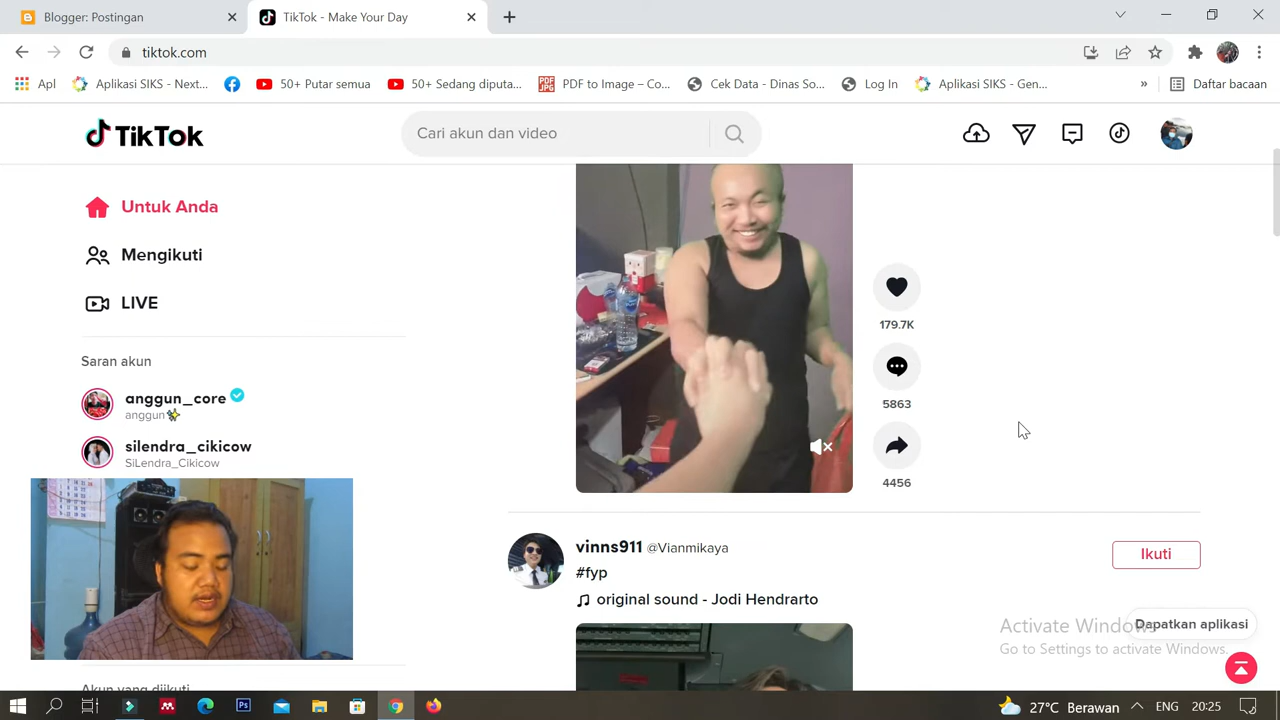 Blogger: Postingan
TikTok - Make Your Day
tiktok.com
Apl
Aplikasi SIKS - Next...
50+ Putar semua
50+ Sedang diputa...
PDF to Image – Co...
Cek Data - Dinas So...
Log In
Aplikasi SIKS - Gen...
»
Daftar bacaan
TikTok
Cari akun dan video
Untuk Anda
Mengikuti
LIVE
Saran akun
anggun_core
anggun✨
silendra_cikicow
SiLendra_Cikicow
179.7K
5863
4456
vinns911 @Vianmikaya
Ikuti
#fyp
original sound - Jodi Hendrarto
Dapatkan aplikasi
Activate Windows
Go to Settings to activate Windows.
27°C Berawan
ENG
20:25